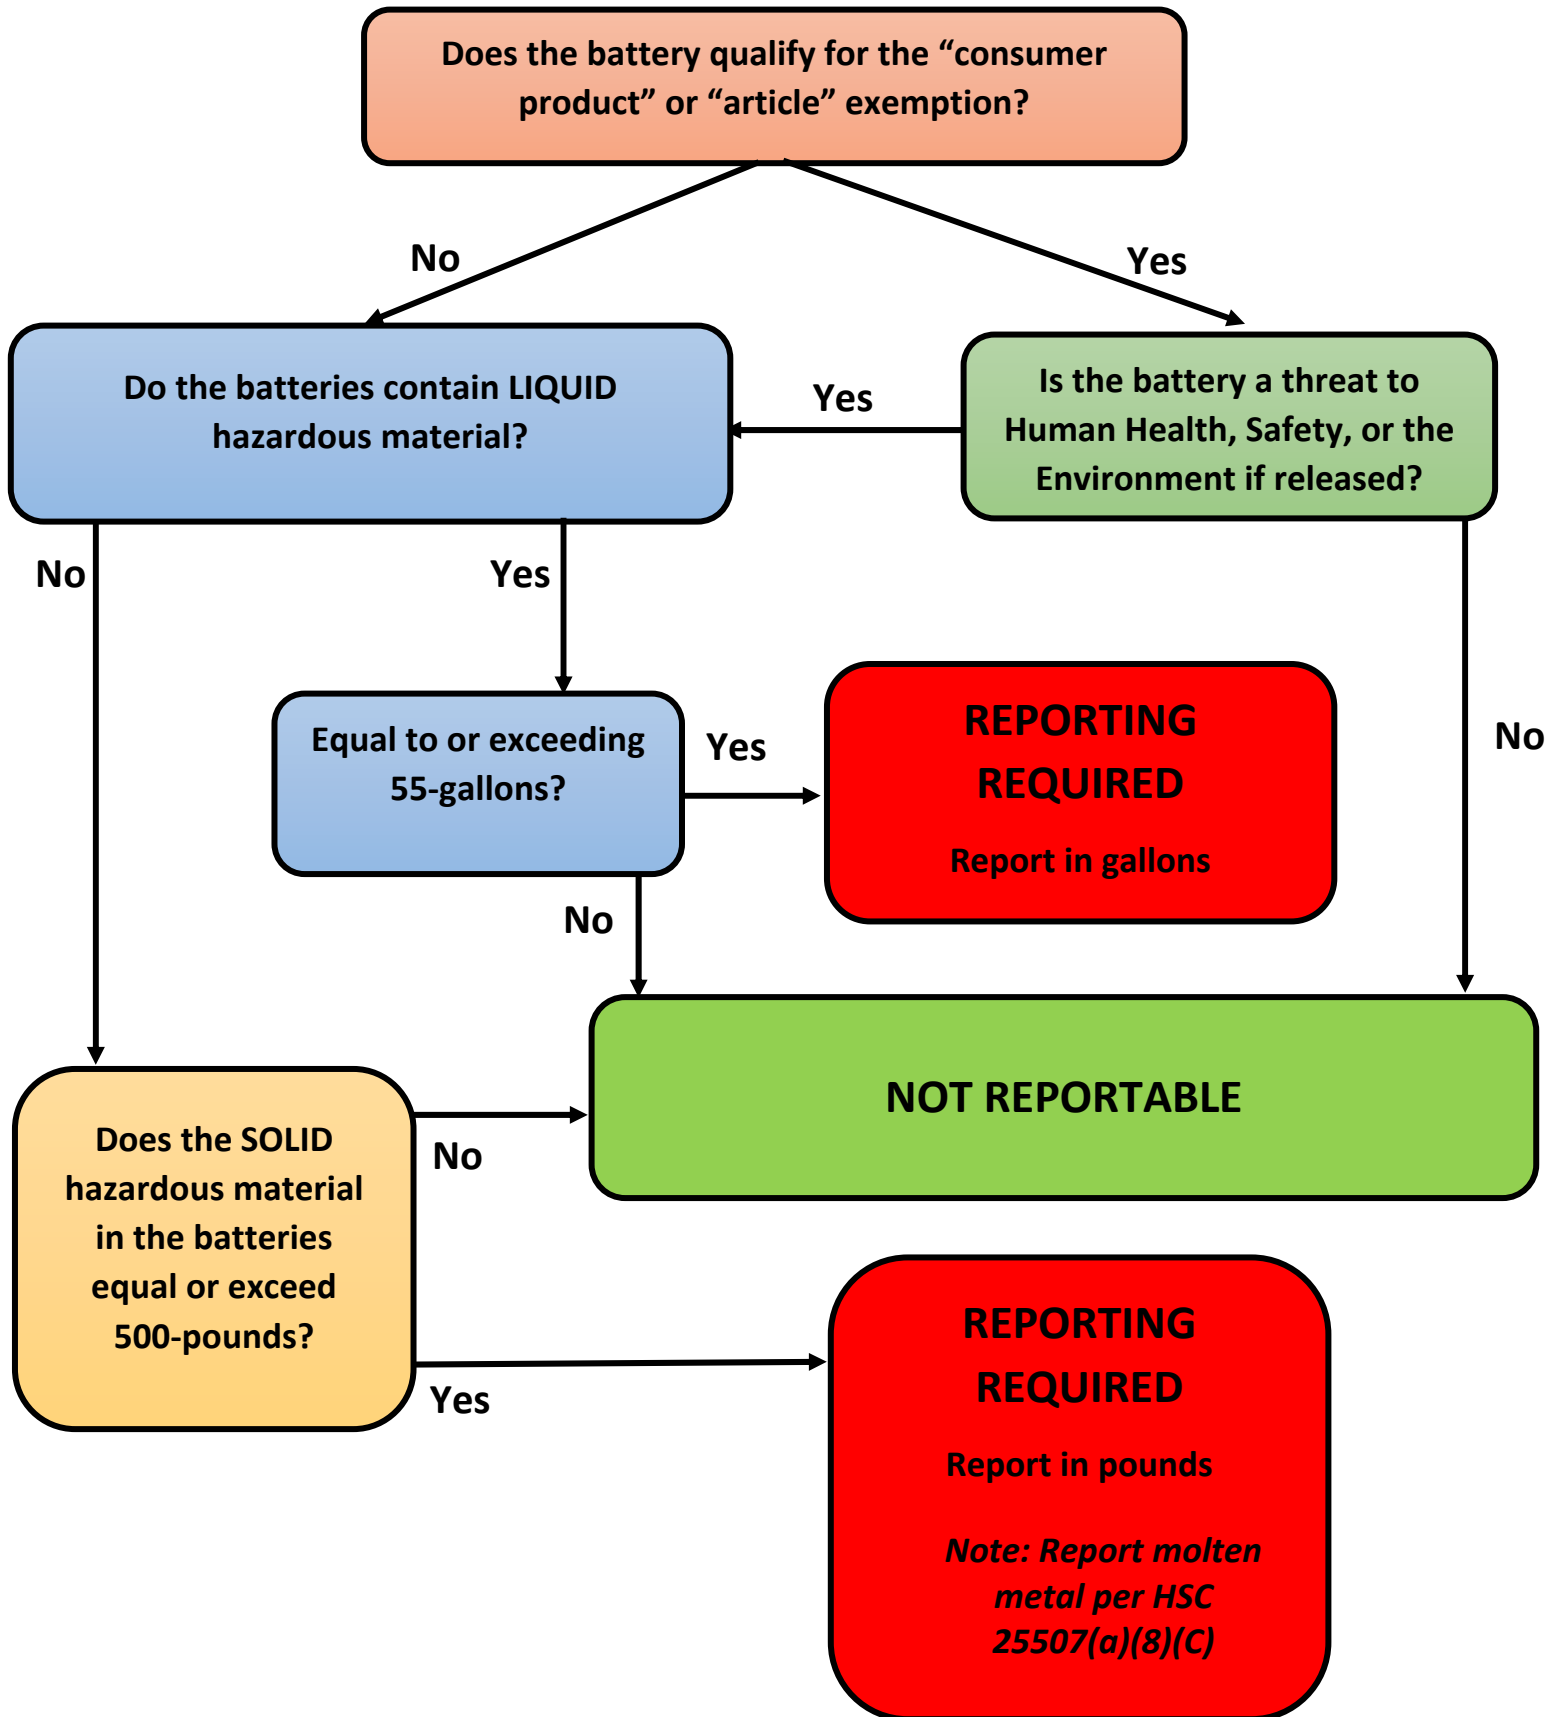 Does the battery qualify for the “consumer
product” or “article” exemption?
No
Yes
Do the batteries contain LIQUID
hazardous material?
Yes
Is the battery a threat to
Human Health, Safety, or the
Environment if released?
No
Yes
Equal to or exceeding
55-gallons?
Yes
REPORTING
REQUIRED
Report in gallons
No
No
NOT REPORTABLE
Does the SOLID
hazardous material
in the batteries
equal or exceed
500-pounds?
No
Yes
REPORTING
REQUIRED
Report in pounds
Note: Report molten
metal per HSC
25507(a)(8)(C)